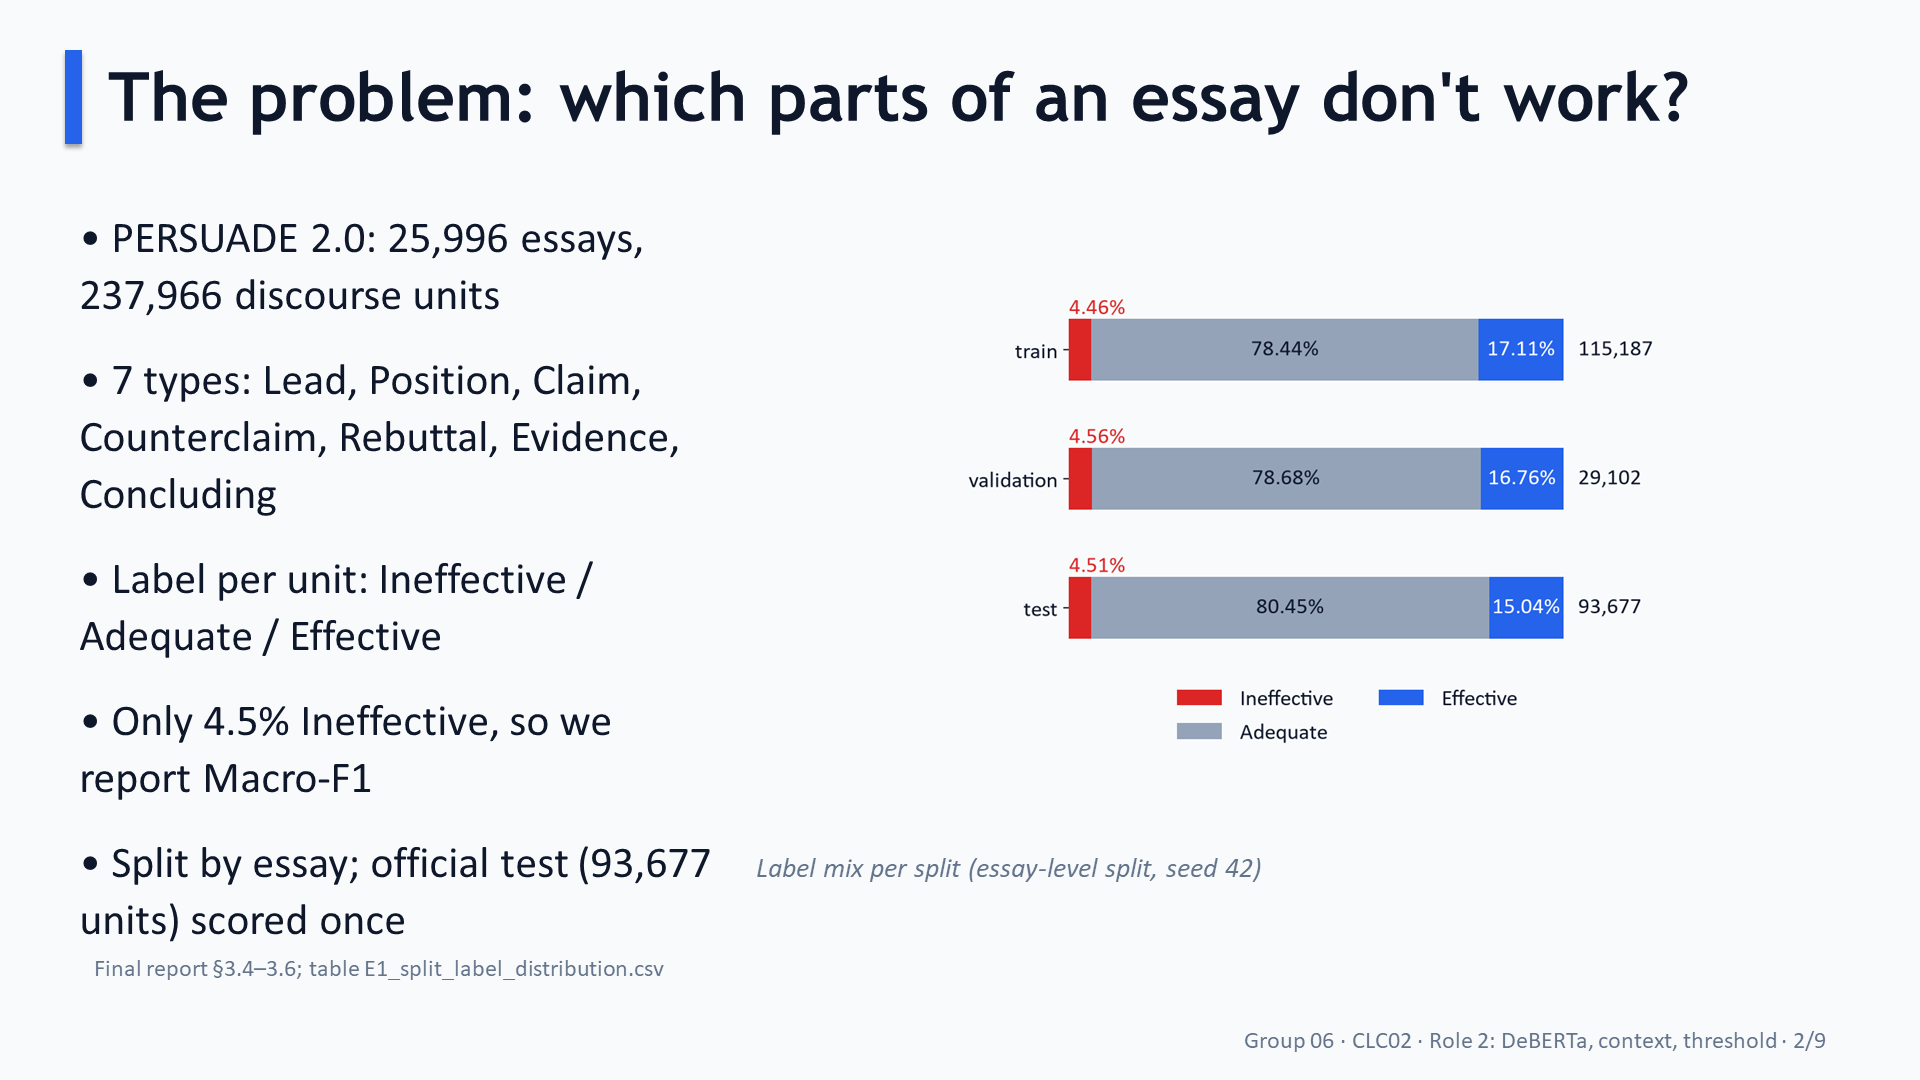 The problem: which parts of an essay don't work?
• PERSUADE 2.0: 25,996 essays,
237,966 discourse units
• 7 types: Lead, Position, Claim,
Counterclaim, Rebuttal, Evidence,
Concluding
• Label per unit: Ineffective /
Adequate / Effective
• Only 4.5% Ineffective, so we
report Macro-F1
• Split by essay; official test (93,677
units) scored once
Final report §3.4–3.6; table E1_split_label_distribution.csv
4.46%
train 78.44% 17.11% 115,187
4.56%
validation 78.68% 16.76% 29,102
4.51%
test 80.45% 15.04% 93,677
Ineffective Effective
Adequate
Label mix per split (essay-level split, seed 42)
Group 06 · CLC02 · Role 2: DeBERTa, context, threshold · 2/9